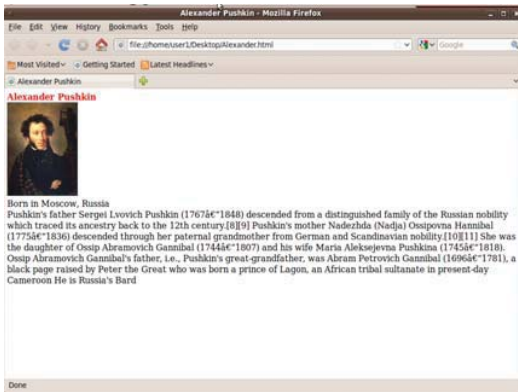 Alexander Pushkin - Mozilla Firefox
File Edit View History Bookmarks Tools Help
file:///home/user1/Desktop/Alexander.html
Google
Most Visited Getting Started Latest Headlines
Alexander Pushkin
Alexander Pushkin
Born in Moscow, Russia
Pushkin's father Sergei Lvovich Pushkin (1767â€"1848) descended from a distinguished family of the Russian nobility
which traced its ancestry back to the 12th century.[8][9] Pushkin's mother Nadezhda (Nadja) Ossipovna Hannibal
(1775â€"1836) descended through her paternal grandmother from German and Scandinavian nobility.[10][11] She was
the daughter of Ossip Abramovich Gannibal (1744â€"1807) and his wife Maria Aleksejevna Pushkina (1745â€"1818).
Ossip Abramovich Gannibal's father, i.e., Pushkin's great-grandfather, was Abram Petrovich Gannibal (1696â€"1781), a
black page raised by Peter the Great who was born a prince of Lagon, an African tribal sultanate in present-day
Cameroon He is Russia's Bard
Done